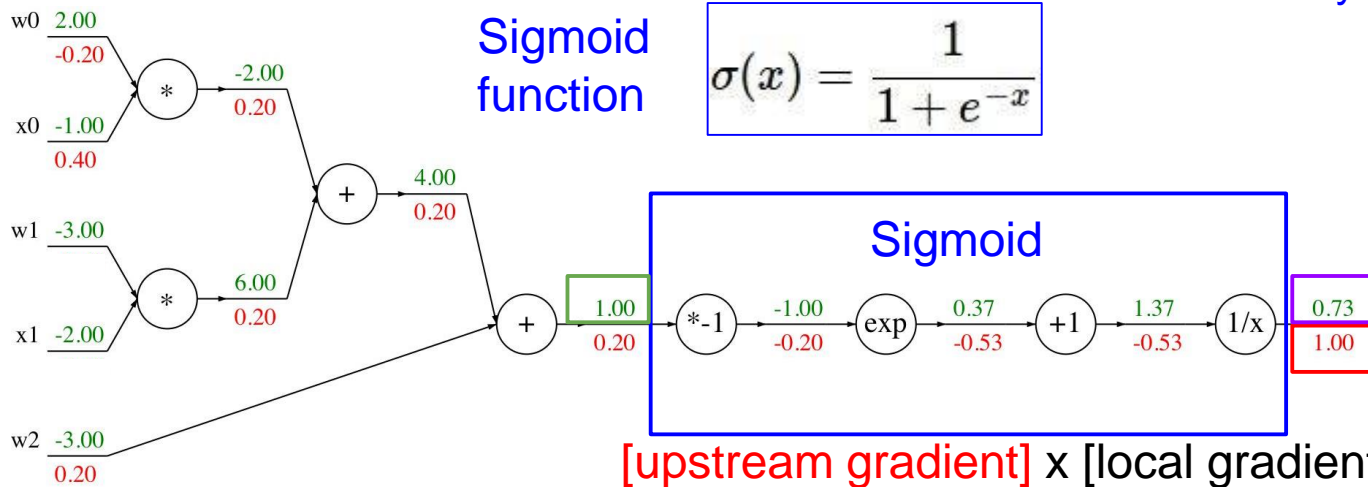 w0 2.00
-0.20
*
-2.00
0.20
x0 -1.00
0.40
Sigmoid
function
σ(x) = 1 / (1 + e^{-x})
+
4.00
0.20
w1 -3.00
*
6.00
0.20
x1 -2.00
Sigmoid
+
1.00
0.20
*-1
-1.00
-0.20
exp
0.37
-0.53
+1
1.37
-0.53
1/x
0.73
1.00
w2 -3.00
0.20
[upstream gradient] x [local gradient